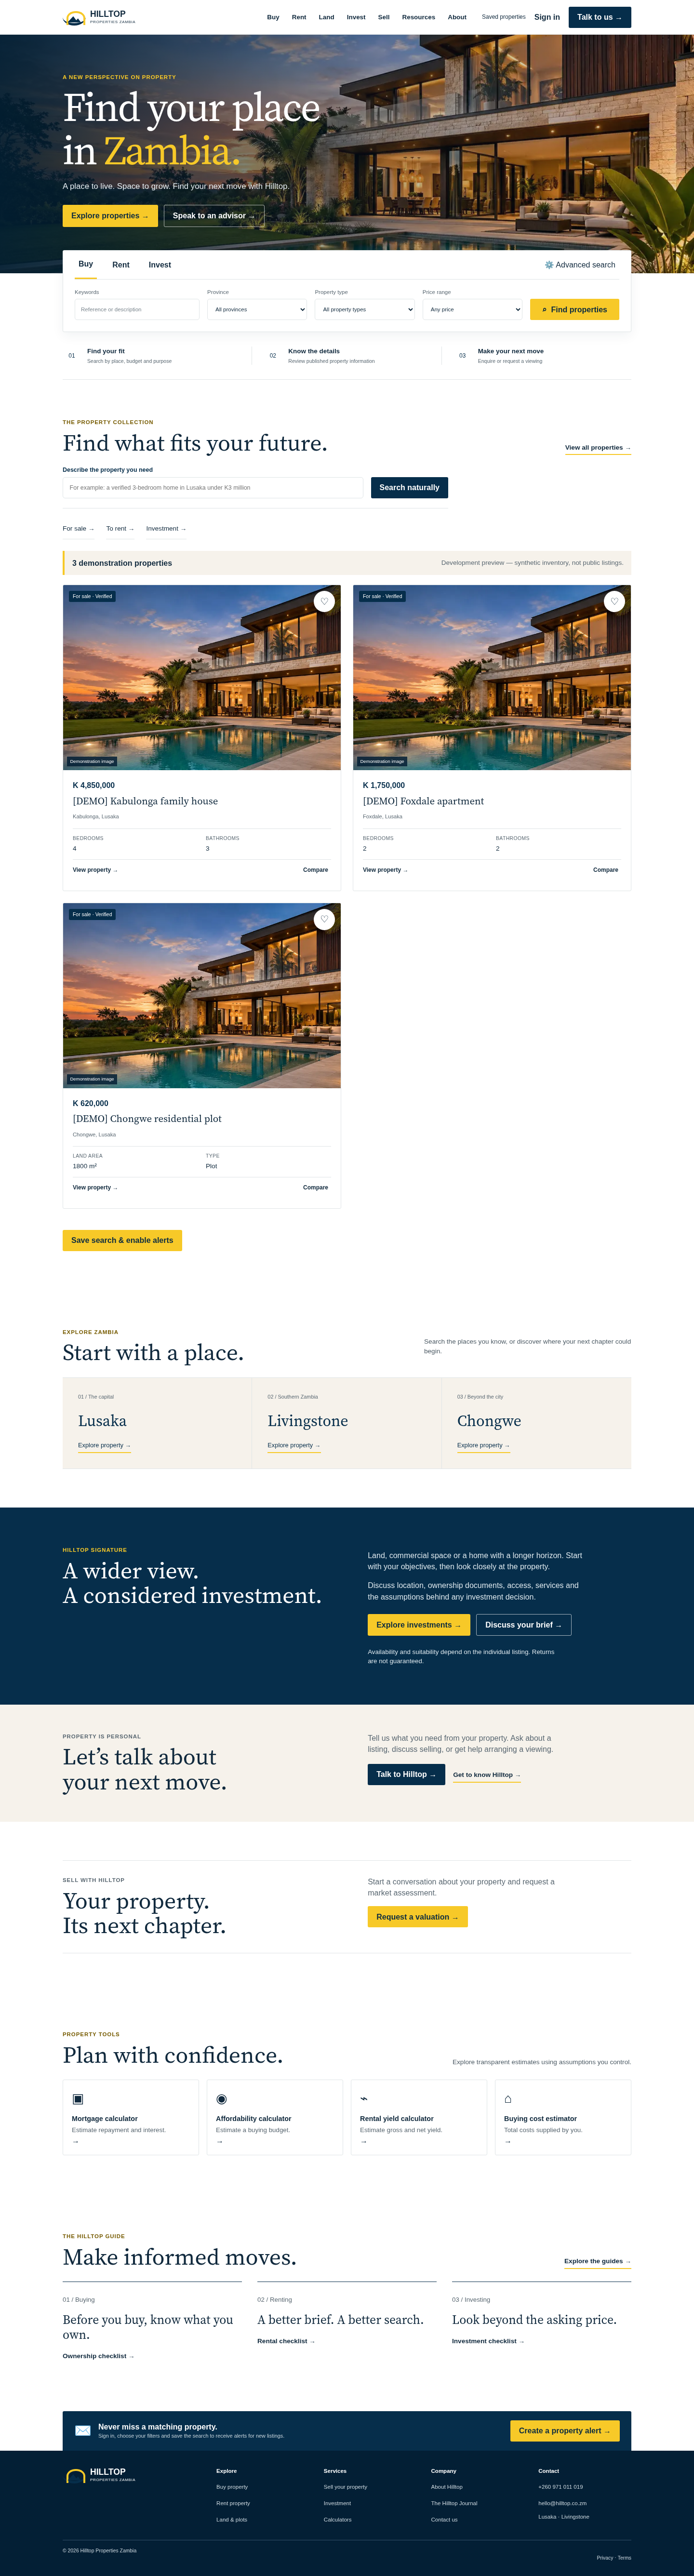 HILLTOP
PROPERTIES ZAMBIA
Buy Rent Land Invest Sell Resources About Saved properties Sign in Talk to us →
A NEW PERSPECTIVE ON PROPERTY
Find your place
in Zambia.
A place to live. Space to grow. Find your next move with Hilltop.
Explore properties → Speak to an advisor →
Buy Rent Invest Advanced search
Keywords Province Property type Price range
Reference or description All provinces All property types Any price Find properties
01 Find your fit
Search by place, budget and purpose
02 Know the details
Review published property information
03 Make your next move
Enquire or request a viewing
THE PROPERTY COLLECTION
Find what fits your future.
View all properties →
Describe the property you need
For example: a verified 3-bedroom home in Lusaka under K3 million Search naturally
For sale → To rent → Investment →
3 demonstration properties Development preview — synthetic inventory, not public listings.
For sale · Verified
Demonstration image
K 4,850,000
[DEMO] Kabulonga family house
Kabulonga, Lusaka
BEDROOMS BATHROOMS
4 3
View property → Compare
For sale · Verified
Demonstration image
K 1,750,000
[DEMO] Foxdale apartment
Foxdale, Lusaka
BEDROOMS BATHROOMS
2 2
View property → Compare
For sale · Verified
Demonstration image
K 620,000
[DEMO] Chongwe residential plot
Chongwe, Lusaka
LAND AREA TYPE
1800 m² Plot
View property → Compare
Save search & enable alerts
EXPLORE ZAMBIA
Start with a place.
Search the places you know, or discover where your next chapter could
begin.
01 / The capital
Lusaka
Explore property →
02 / Southern Zambia
Livingstone
Explore property →
03 / Beyond the city
Chongwe
Explore property →
HILLTOP SIGNATURE
A wider view.
A considered investment.
Land, commercial space or a home with a longer horizon. Start
with your objectives, then look closely at the property.
Discuss location, ownership documents, access, services and
the assumptions behind any investment decision.
Explore investments → Discuss your brief →
Availability and suitability depend on the individual listing. Returns
are not guaranteed.
PROPERTY IS PERSONAL
Let’s talk about
your next move.
Tell us what you need from your property. Ask about a
listing, discuss selling, or get help arranging a viewing.
Talk to Hilltop → Get to know Hilltop →
SELL WITH HILLTOP
Your property.
Its next chapter.
Start a conversation about your property and request a
market assessment.
Request a valuation →
PROPERTY TOOLS
Plan with confidence.
Explore transparent estimates using assumptions you control.
Mortgage calculator
Estimate repayment and interest.
→
Affordability calculator
Estimate a buying budget.
→
Rental yield calculator
Estimate gross and net yield.
→
Buying cost estimator
Total costs supplied by you.
→
THE HILLTOP GUIDE
Make informed moves.
Explore the guides →
01 / Buying
Before you buy, know what you
own.
Ownership checklist →
02 / Renting
A better brief. A better search.
Rental checklist →
03 / Investing
Look beyond the asking price.
Investment checklist →
Never miss a matching property.
Sign in, choose your filters and save the search to receive alerts for new listings.
Create a property alert →
HILLTOP
PROPERTIES ZAMBIA
Explore
Buy property
Rent property
Land & plots
Services
Sell your property
Investment
Calculators
Company
About Hilltop
The Hilltop Journal
Contact us
Contact
+260 971 011 019
hello@hilltop.co.zm
Lusaka · Livingstone
© 2026 Hilltop Properties Zambia
Privacy · Terms